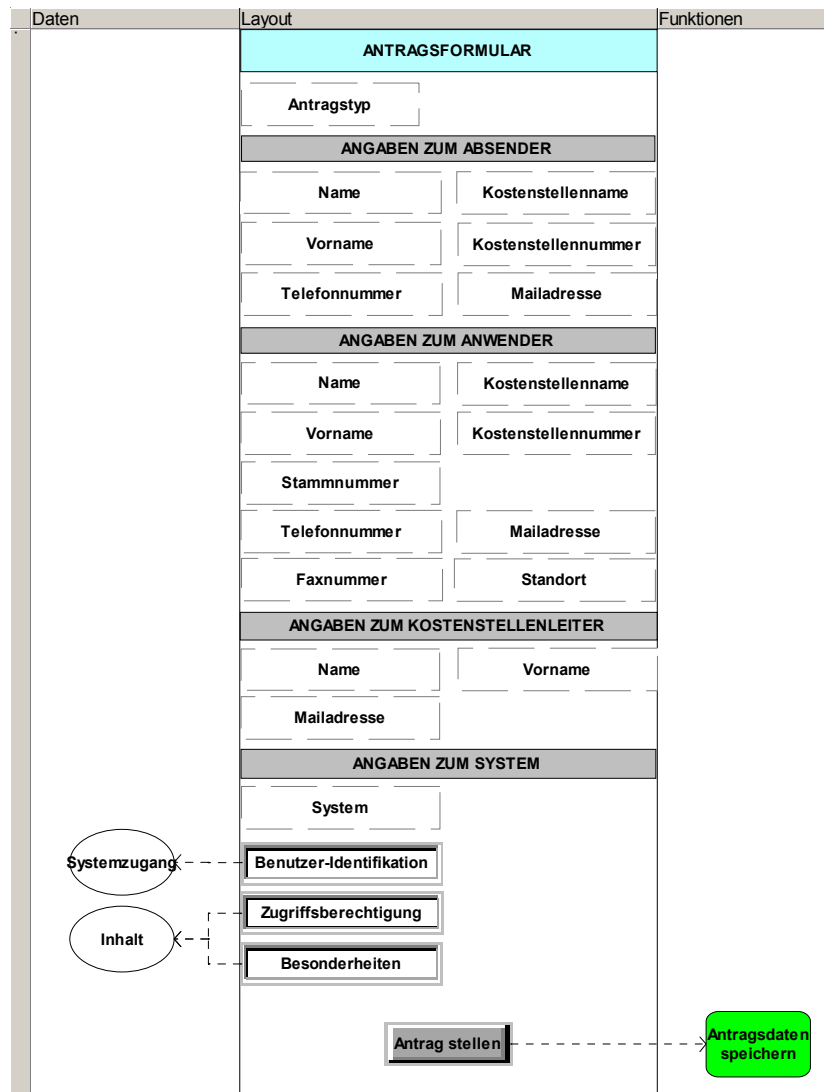 Daten Layout Funktionen
ANTRAGSFORMULAR
Antragstyp
ANGABEN ZUM ABSENDER
Name Kostenstellenname
Vorname Kostenstellennummer
Telefonnummer Mailadresse
ANGABEN ZUM ANWENDER
Name Kostenstellenname
Vorname Kostenstellennummer
Stammnummer
Telefonnummer Mailadresse
Faxnummer Standort
ANGABEN ZUM KOSTENSTELLENLEITER
Name Vorname
Mailadresse
ANGABEN ZUM SYSTEM
System
Systemzugang Benutzer-Identifikation
Zugriffsberechtigung
Inhalt
Besonderheiten
Antrag stellen
Antragsdaten
speichern